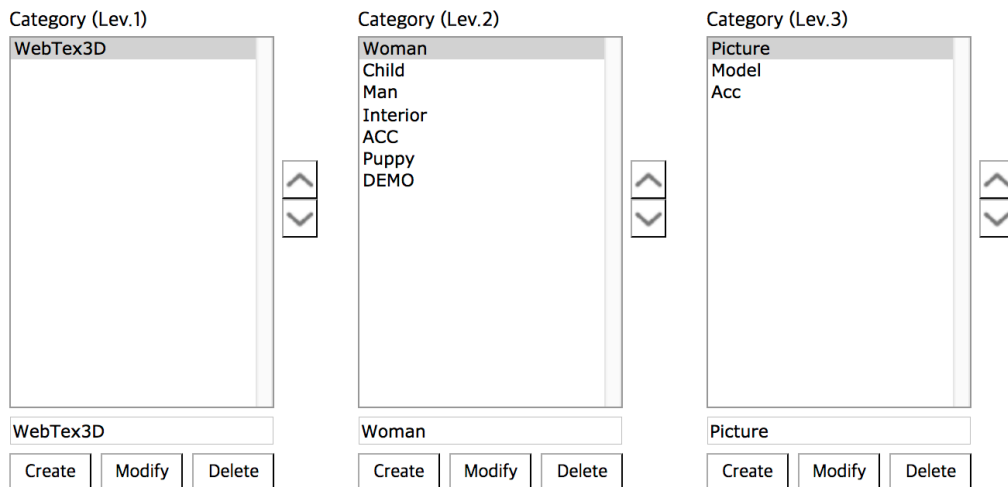 Category (Lev.1)
WebTex3D
WebTex3D
Create Modify Delete
Category (Lev.2)
Woman
Child
Man
Interior
ACC
Puppy
DEMO
Woman
Create Modify Delete
Category (Lev.3)
Picture
Model
Acc
Picture
Create Modify Delete